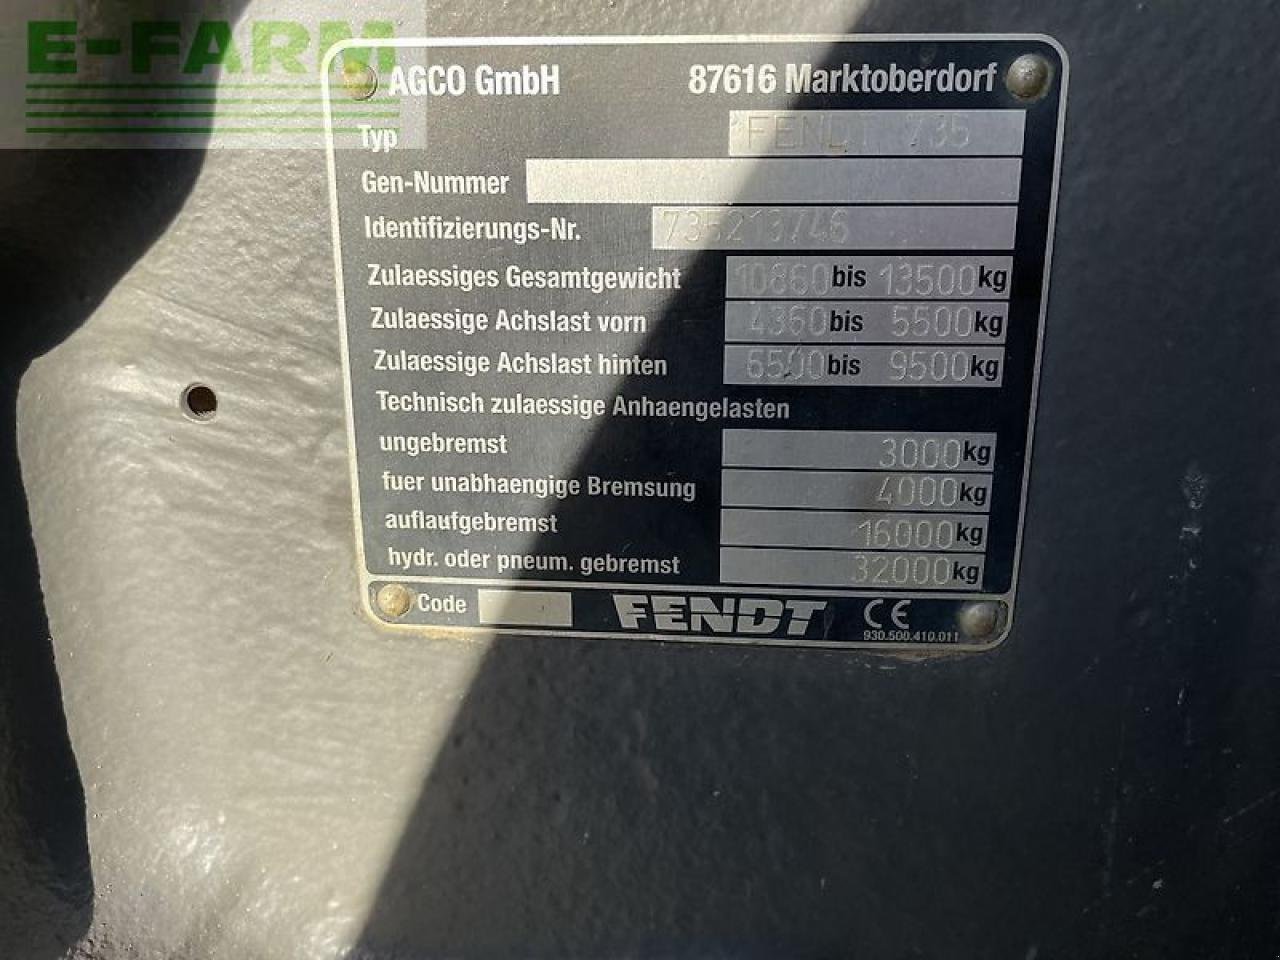 E-FARM
AGCO GmbH 87616 Marktoberdorf
Typ FENDT 735
Gen-Nummer
Identifizierungs-Nr. 735213746
Zulaessiges Gesamtgewicht 10860 bis 13500 kg
Zulaessige Achslast vorn 4360 bis 5500 kg
Zulaessige Achslast hinten 6500 bis 9500 kg
Technisch zulaessige Anhaengelasten
ungebremst 3000 kg
fuer unabhaengige Bremsung 4000 kg
auflaufgebremst 16000 kg
hydr. oder pneum. gebremst 32000 kg
Code FENDT CE
930.500.410.011